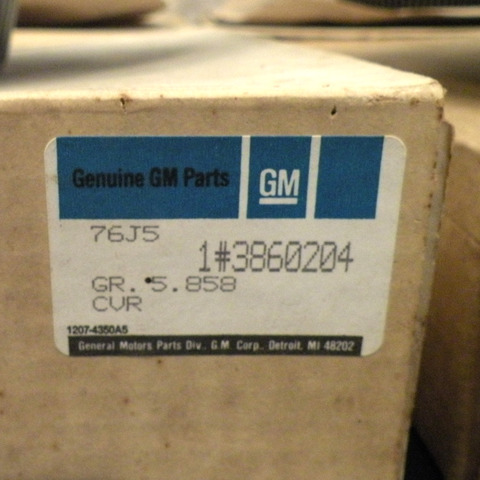 Genuine GM Parts GM
76J5
1#3860204
GR. 5.858
CVR
1207-4350A5
General Motors Parts Div., G.M. Corp., Detroit, MI 48202